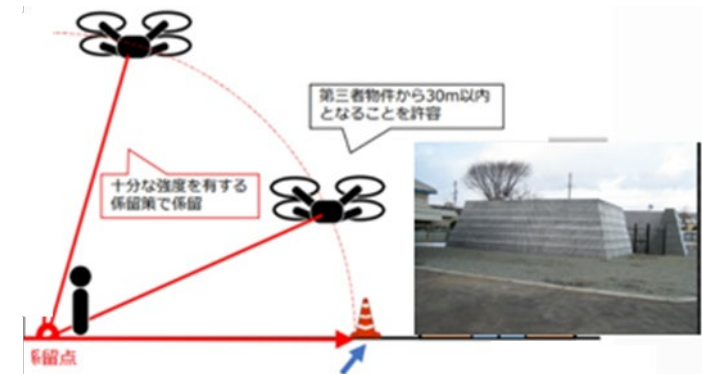 第三者物件から30m以内
となることを許容
十分な強度を有する
係留策で係留
係留点